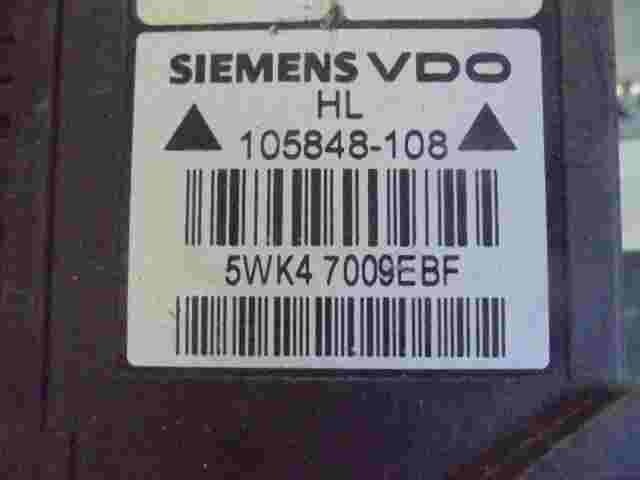 SIEMENS VDO
HL
105848-108
5WK4 7009EBF